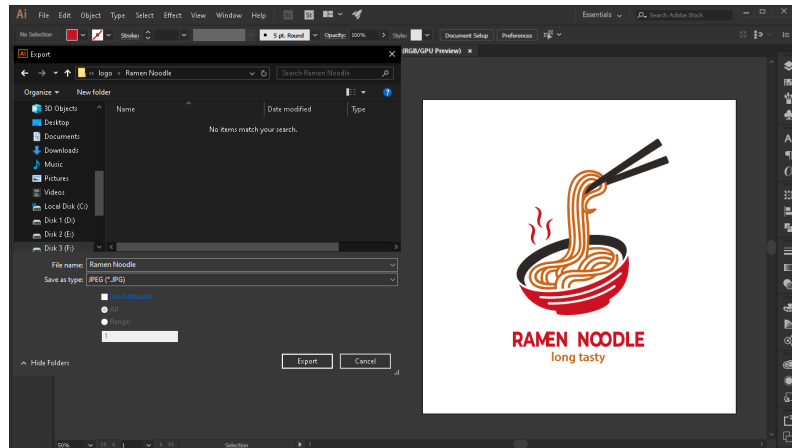 Ai File Edit Object Type Select Effect View Window Help Br St Essentials Search Adobe Stock
No Selection Stroke: 5 pt. Round Opacity: 100% Style: Document Setup Preferences
Export (RGB/GPU Preview) ×
« logo › Ramen Noodle Search Ramen Noodle
Organize New folder
Name Date modified Type
No items match your search.
3D Objects
Desktop
Documents
Downloads
Music
Pictures
Videos
Local Disk (C:)
Disk 1 (D:)
Disk 2 (E:)
Disk 3 (F:)
File name: Ramen Noodle
Save as type: JPEG (*.JPG)
Use Artboards
All
Range:
1
Hide Folders Export Cancel
RAMEN NOODLE
long tasty
50% 1 Selection